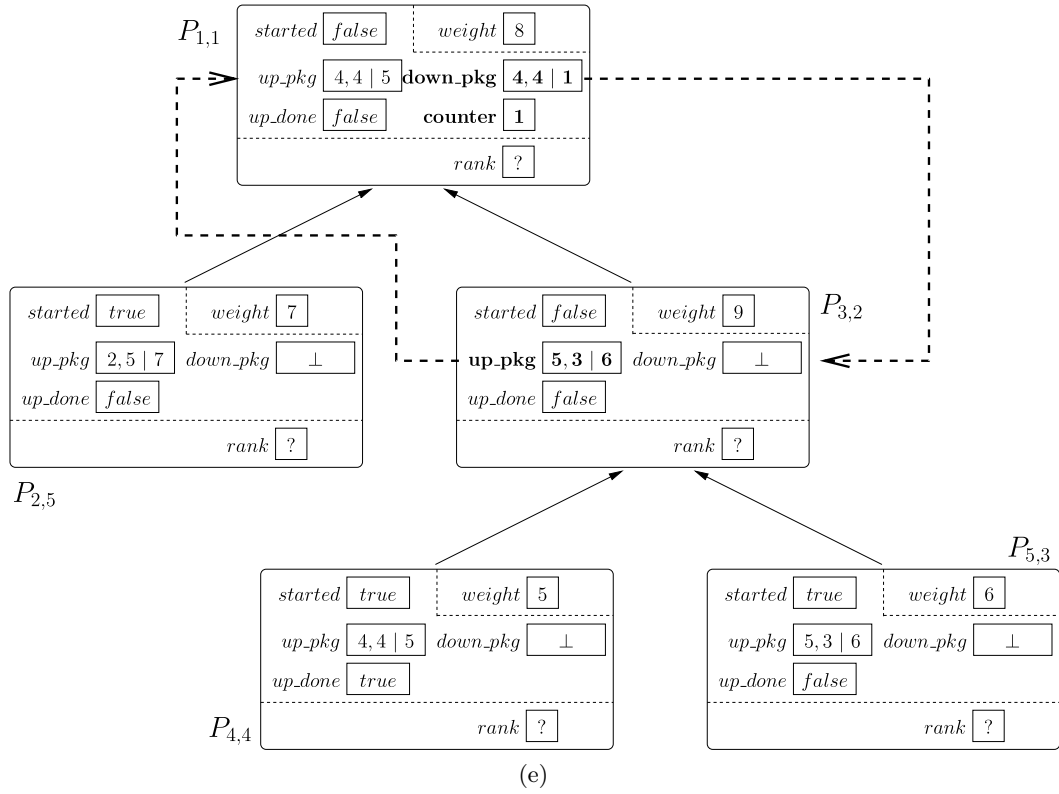 P1,1
started false weight 8
up_pkg 4, 4 | 5 down_pkg 4, 4 | 1
up_done false counter 1
rank ?
started true weight 7
up_pkg 2, 5 | 7 down_pkg ⊥
up_done false
rank ?
P2,5
started false weight 9
up_pkg 5, 3 | 6 down_pkg ⊥
up_done false
rank ?
P3,2
started true weight 5
up_pkg 4, 4 | 5 down_pkg ⊥
up_done true
rank ?
P4,4
P5,3
started true weight 6
up_pkg 5, 3 | 6 down_pkg ⊥
up_done false
rank ?
(e)